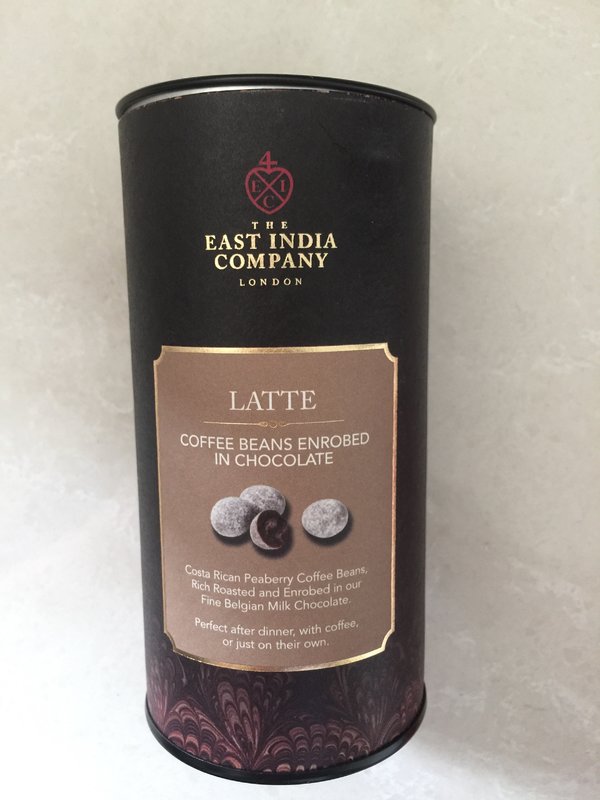 4
E I
C
THE
EAST INDIA
COMPANY
LONDON
LATTE
COFFEE BEANS ENROBED
IN CHOCOLATE
Costa Rican Peaberry Coffee Beans,
Rich Roasted and Enrobed in our
Fine Belgian Milk Chocolate.
Perfect after dinner, with coffee,
or just on their own.